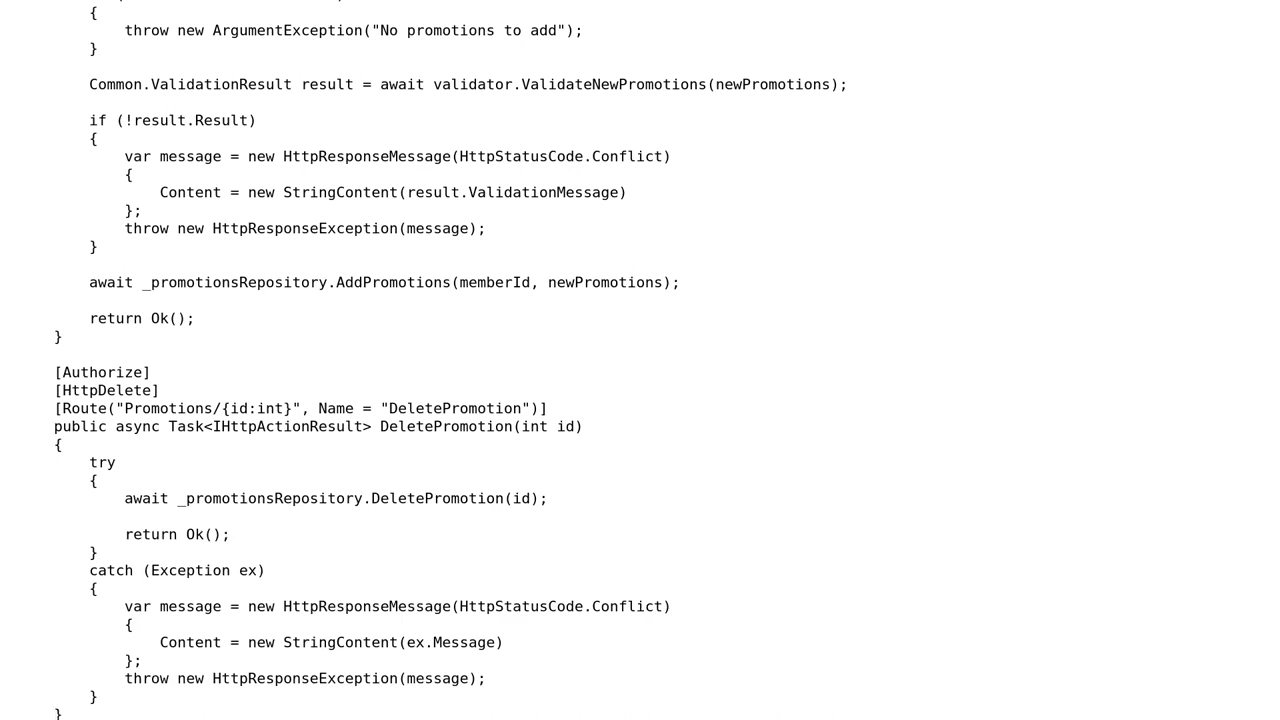 {
throw new ArgumentException("No promotions to add");
}
Common.ValidationResult result = await validator.ValidateNewPromotions(newPromotions);
if (!result.Result)
{
var message = new HttpResponseMessage(HttpStatusCode.Conflict)
{
Content = new StringContent(result.ValidationMessage)
};
throw new HttpResponseException(message);
}
await _promotionsRepository.AddPromotions(memberId, newPromotions);
return Ok();
}
[Authorize]
[HttpDelete]
[Route("Promotions/{id:int}", Name = "DeletePromotion")]
public async Task<IHttpActionResult> DeletePromotion(int id)
{
try
{
await _promotionsRepository.DeletePromotion(id);
return Ok();
}
catch (Exception ex)
{
var message = new HttpResponseMessage(HttpStatusCode.Conflict)
{
Content = new StringContent(ex.Message)
};
throw new HttpResponseException(message);
}
}